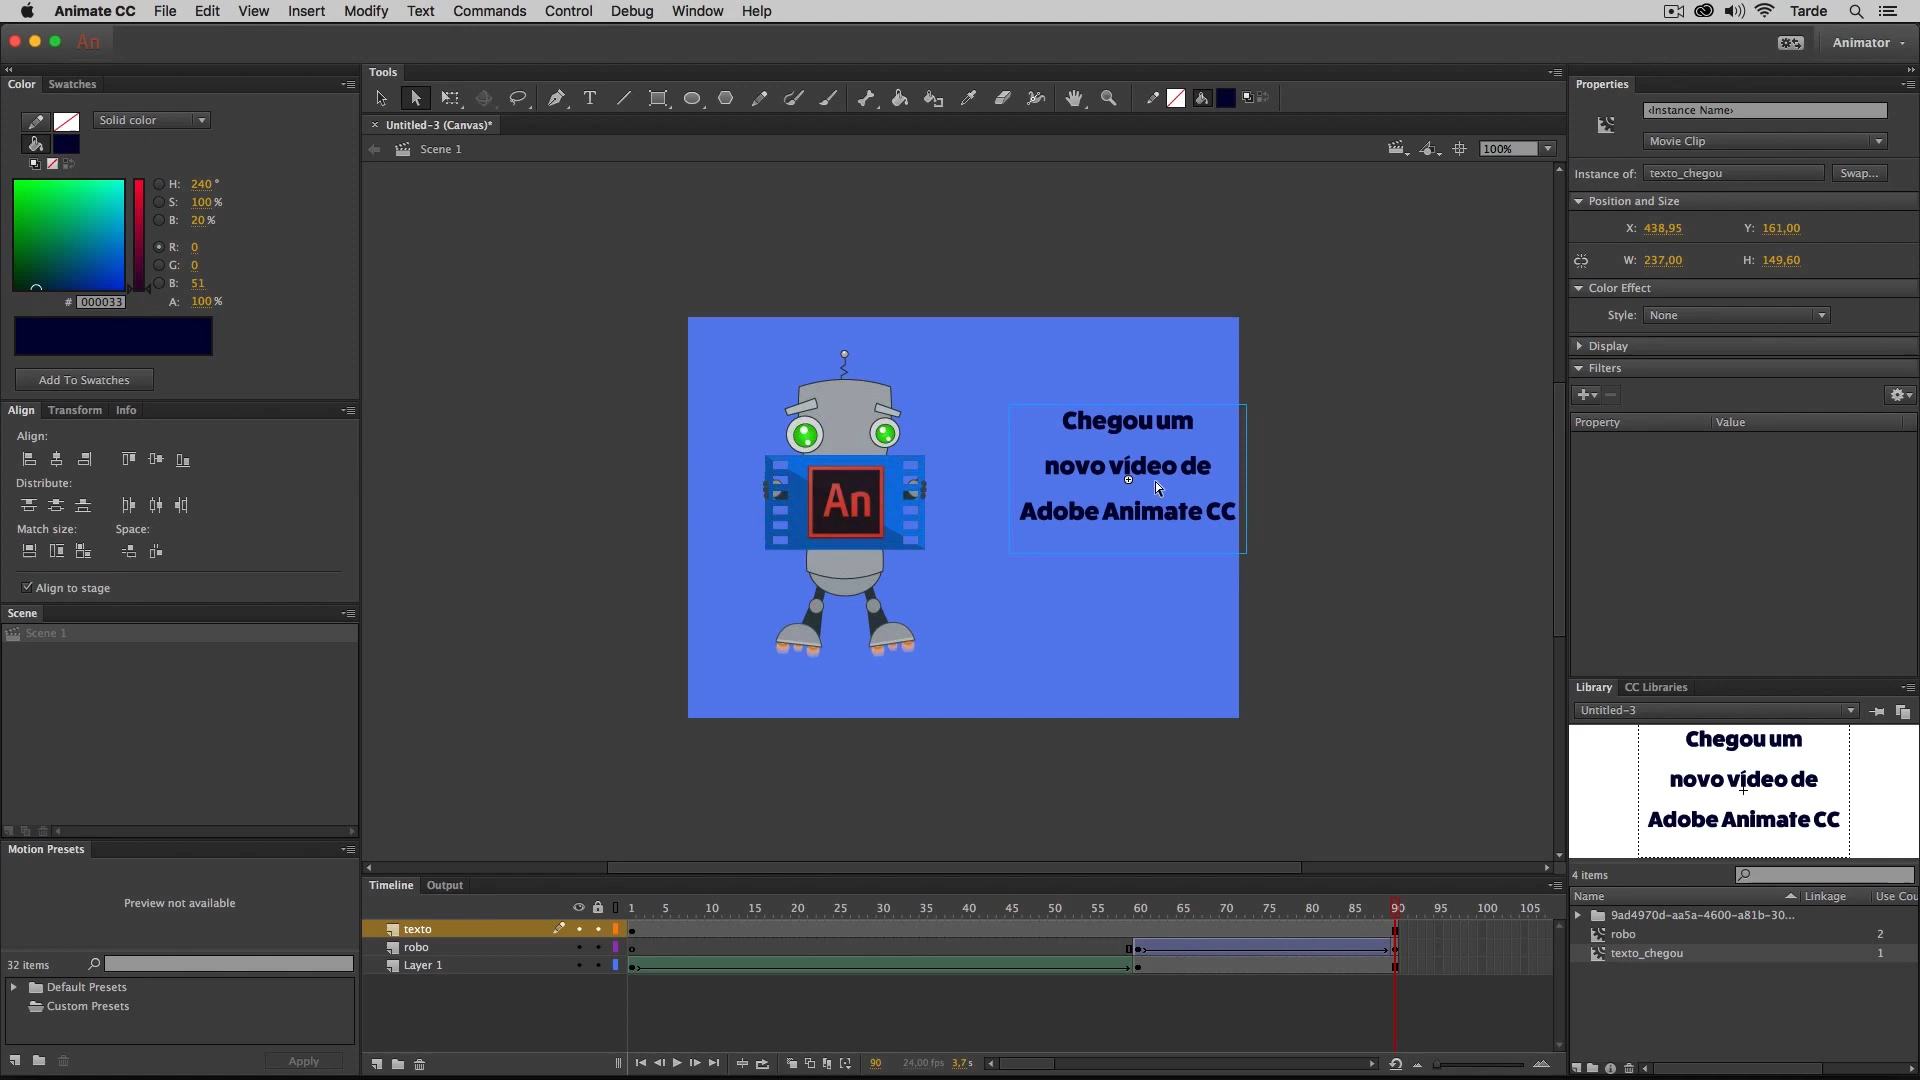 Animate CC File Edit View Insert Modify Text Commands Control Debug Window Help Tarde
An Animator
Color Swatches
Solid color
H: 240 °
S: 100 %
B: 20 %
R: 0
G: 0
B: 51
# 000033 A: 100 %
Add To Swatches
Align Transform Info
Align:
Distribute:
Match size: Space:
Align to stage
Scene
Scene 1
Motion Presets
Preview not available
32 items
Default Presets
Custom Presets
Apply
Tools
Untitled-3 (Canvas)*
Scene 1 100%
An
Chegou um
novo vídeo de
Adobe Animate CC
Timeline Output
1 5 10 15 20 25 30 35 40 45 50 55 60 65 70 75 80 85 90 95 100 105
texto
robo
Layer 1
90 24,00 fps 3,7 s
Properties
<Instance Name>
Movie Clip
Instance of: texto_chegou Swap...
Position and Size
X: 438,95 Y: 161,00
W: 237,00 H: 149,60
Color Effect
Style: None
Display
Filters
Property Value
Library CC Libraries
Untitled-3
Chegou um
novo vídeo de
Adobe Animate CC
4 items
Name Linkage Use Cou
9ad4970d-aa5a-4600-a81b-30...
robo 2
texto_chegou 1